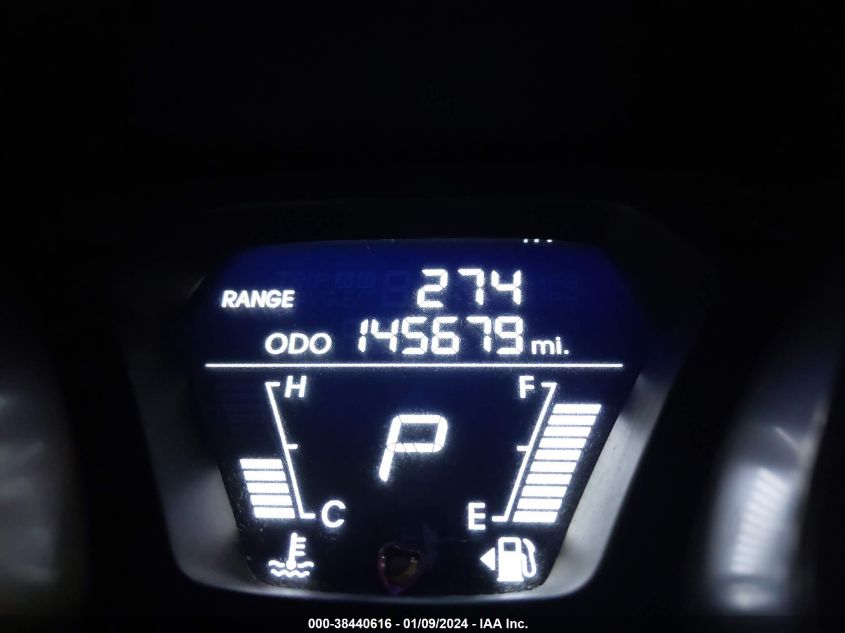 RANGE 274
ODO 145679 mi.
H F
P
C E
000-38440616 - 01/09/2024 - IAA Inc.